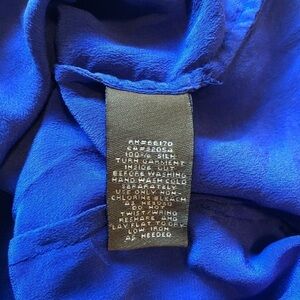 RN#66170
CA#32054
100% SILK
TURN GARMENT
INSIDE OUT
BEFORE WASHING
HAND WASH COLD
SEPARATELY
USE ONLY NON-
CHLORINE BLEACH
AS NEEDED
DO NOT
TWIST/WRING
RESHAPE AND
LAY FLAT TO DRY
LOW IRON
AS NEEDED